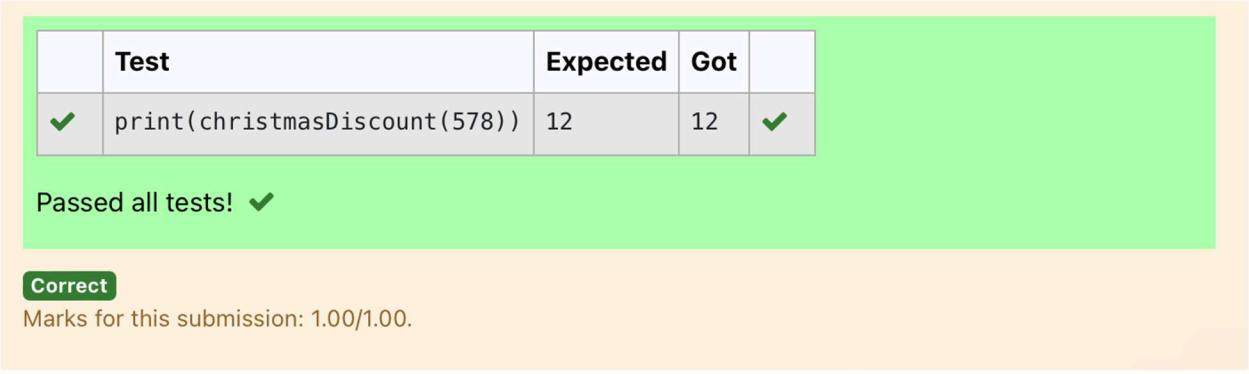 Test Expected Got
print(christmasDiscount(578)) 12 12
Passed all tests!
Correct
Marks for this submission: 1.00/1.00.